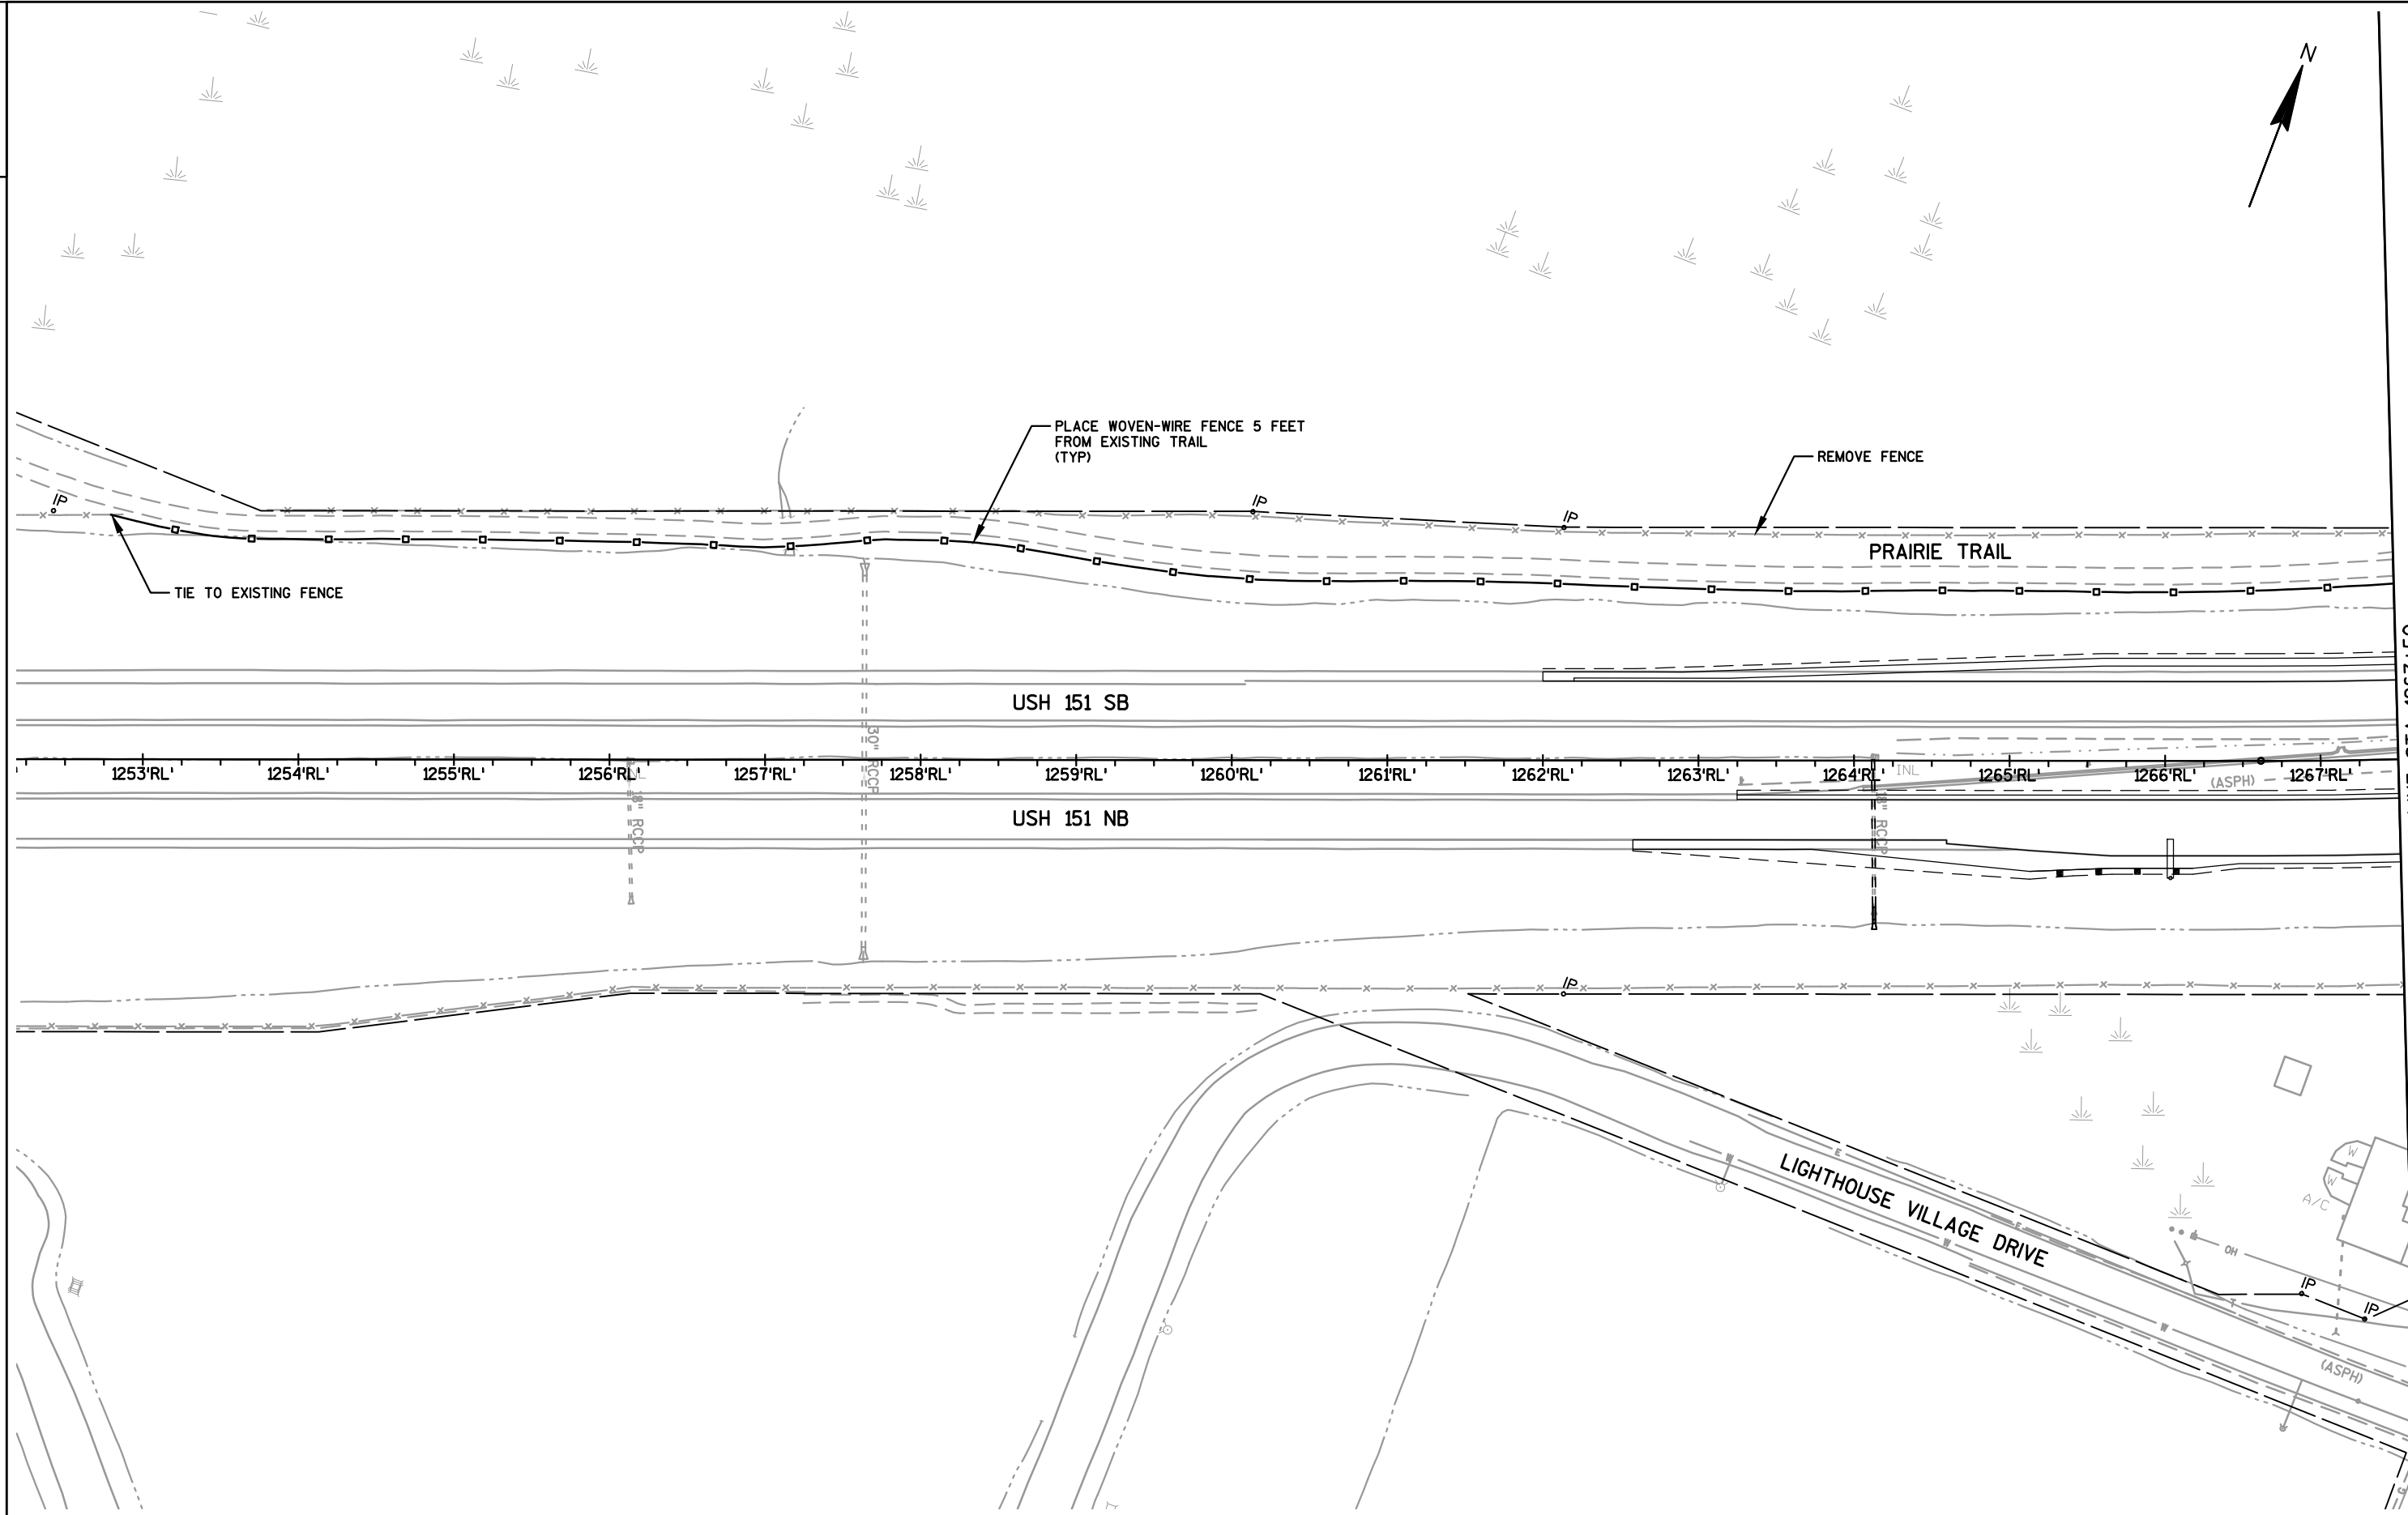 N
PLACE WOVEN-WIRE FENCE 5 FEET
FROM EXISTING TRAIL
(TYP)
REMOVE FENCE
IP
IP
IP
PRAIRIE TRAIL
TIE TO EXISTING FENCE
USH 151 SB
30" RCCP
1253'RL'
1254'RL'
1255'RL'
1256'RL'
1257'RL'
1258'RL'
1259'RL'
1260'RL'
1261'RL'
1262'RL'
1263'RL'
1264'RL'
INL
1265'RL'
1266'RL'
1267'RL'
(ASPH)
18" RCCP
18" RCCP
USH 151 NB
IP
LIGHTHOUSE VILLAGE DRIVE
E
E
W
W
W
W
W
A/C
OH
T
IP
IP
(ASPH)